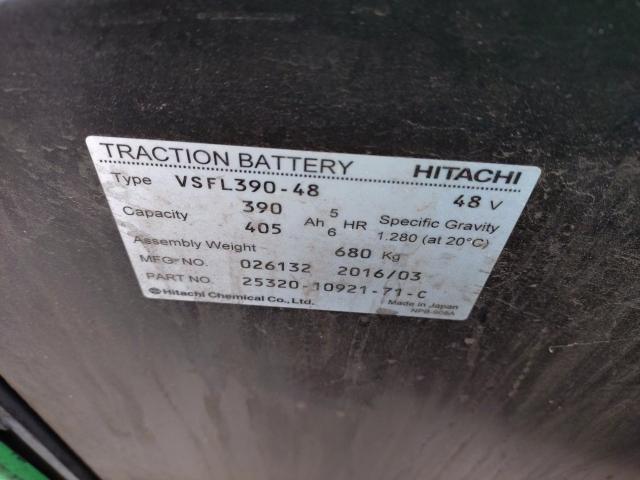 TRACTION BATTERY HITACHI
Type VSFL390-48 48 V
Capacity 390 Ah 5 HR Specific Gravity
405 6 1.280 (at 20°C)
Assembly Weight 680 Kg
MFG-NO. 026132 2016/03
PART NO. 25320-10921-71-C
Hitachi Chemical Co., Ltd. Made in Japan
NPB-908A